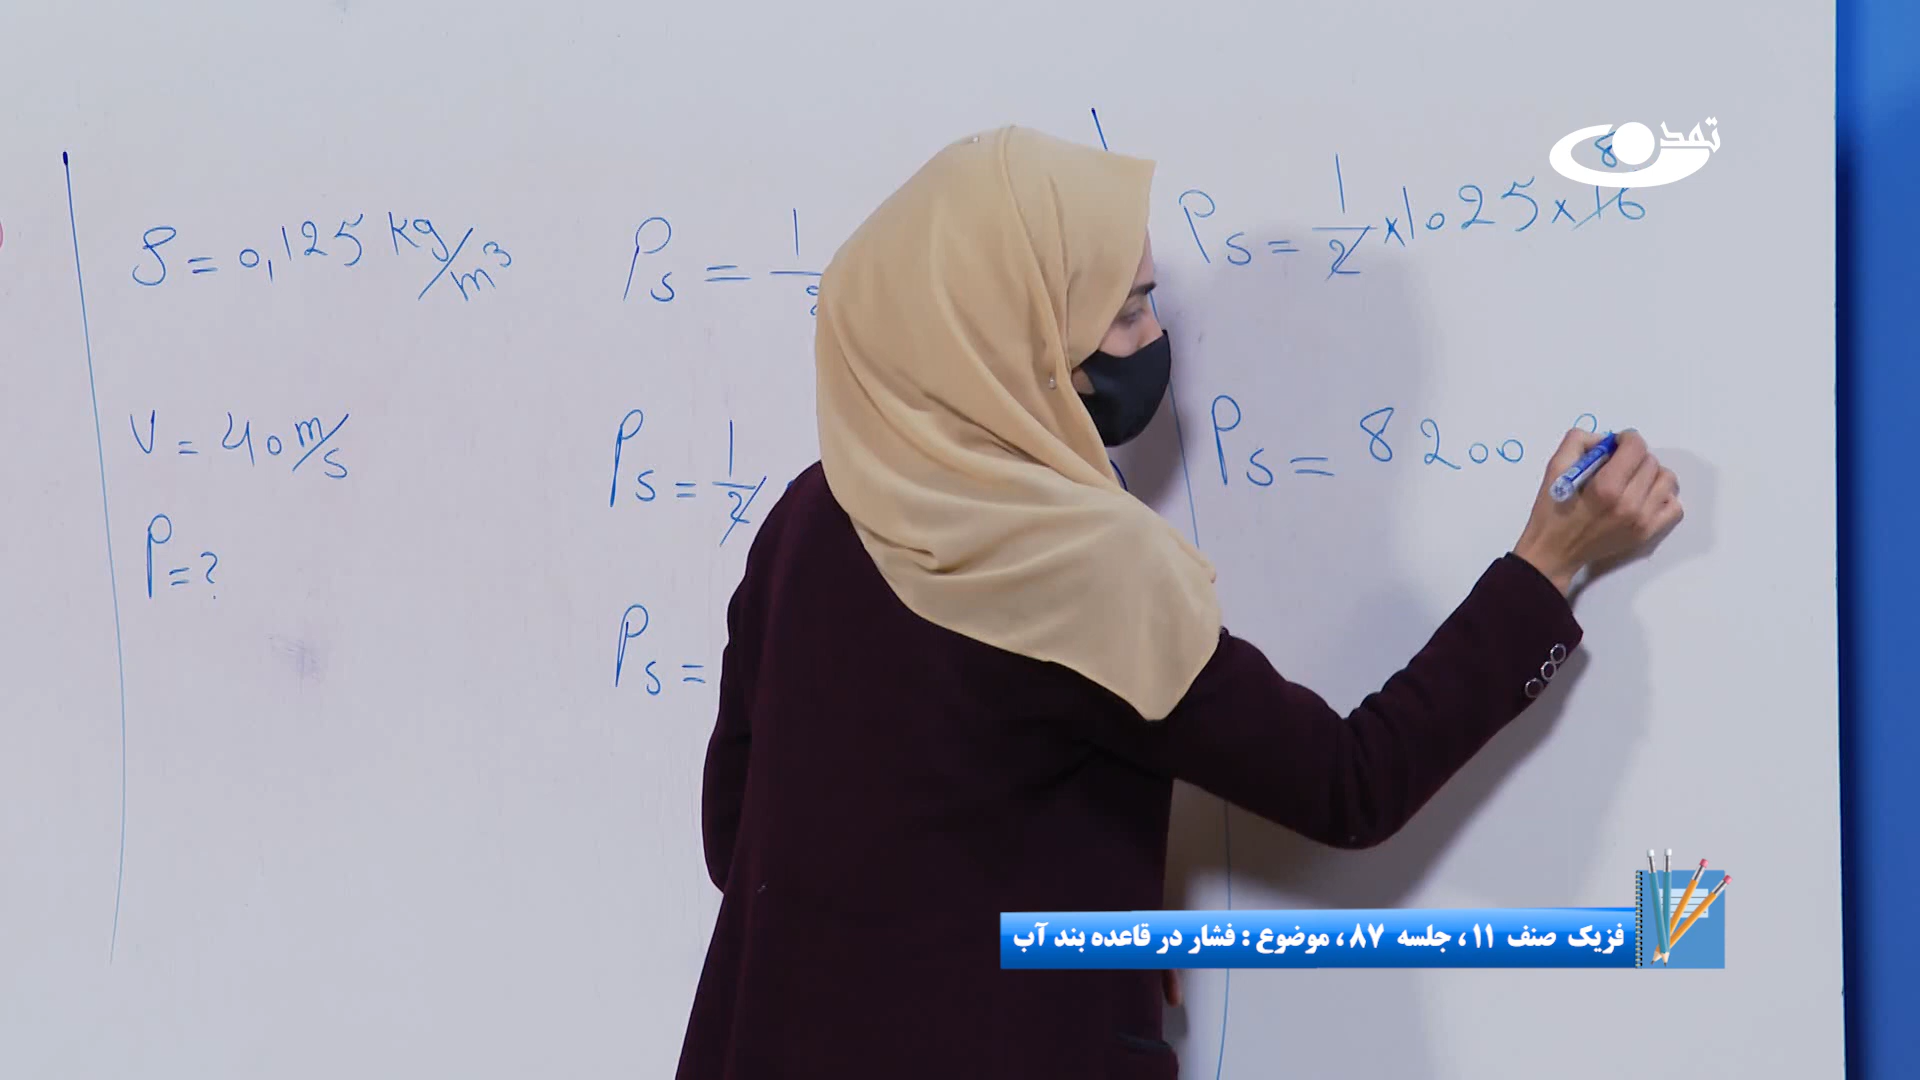 تمدن
ρ = 0,125 kg/m³
V = 40 m/s
P = ?
Ps = 1
Ps = 1/2
Ps =
8
Ps = 1/2 × 1025 × 16
Ps = 8200
فزیک صنف ۱۱، جلسه ۸۷، موضوع : فشار در قاعده بند آب